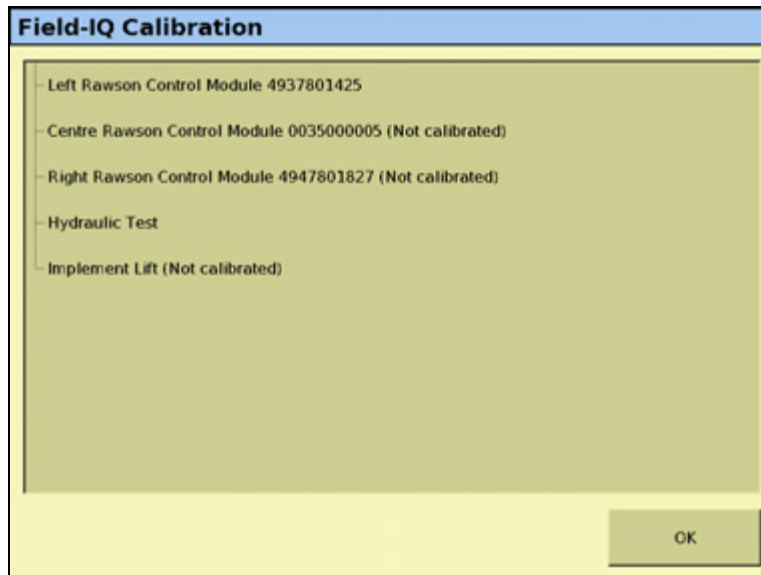 Field-IQ Calibration
Left Rawson Control Module 4937801425
Centre Rawson Control Module 0035000005 (Not calibrated)
Right Rawson Control Module 4947801827 (Not calibrated)
Hydraulic Test
Implement Lift (Not calibrated)
OK